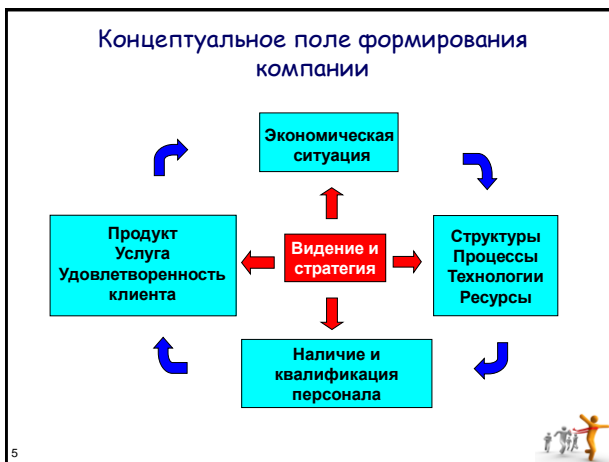 Концептуальное поле формирования
компании
Экономическая
ситуация
Продукт
Услуга
Удовлетворенность
клиента
Видение и
стратегия
Структуры
Процессы
Технологии
Ресурсы
Наличие и
квалификация
персонала
5